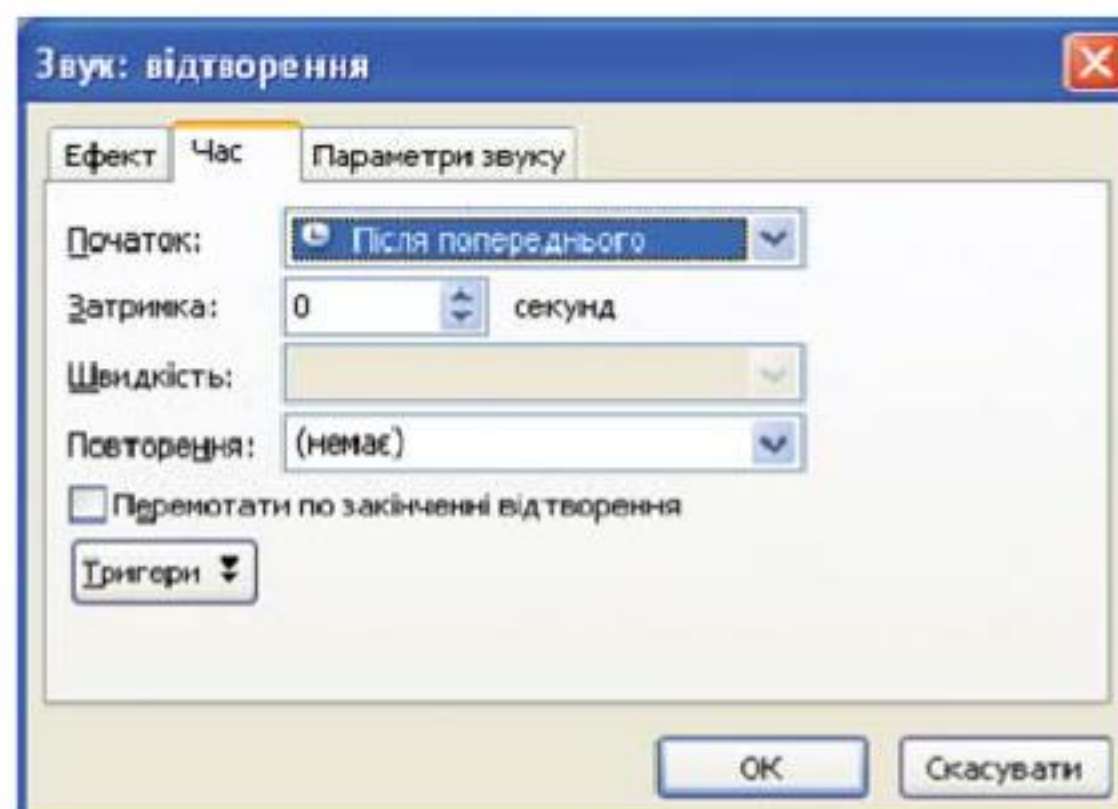 Звук: відтворення
Ефект Час Параметри звуку
Початок: Після попереднього
Затримка: 0 секунд
Швидкість:
Повторення: (немає)
Перемотати по закінченні відтворення
Тригери
ОК Скасувати